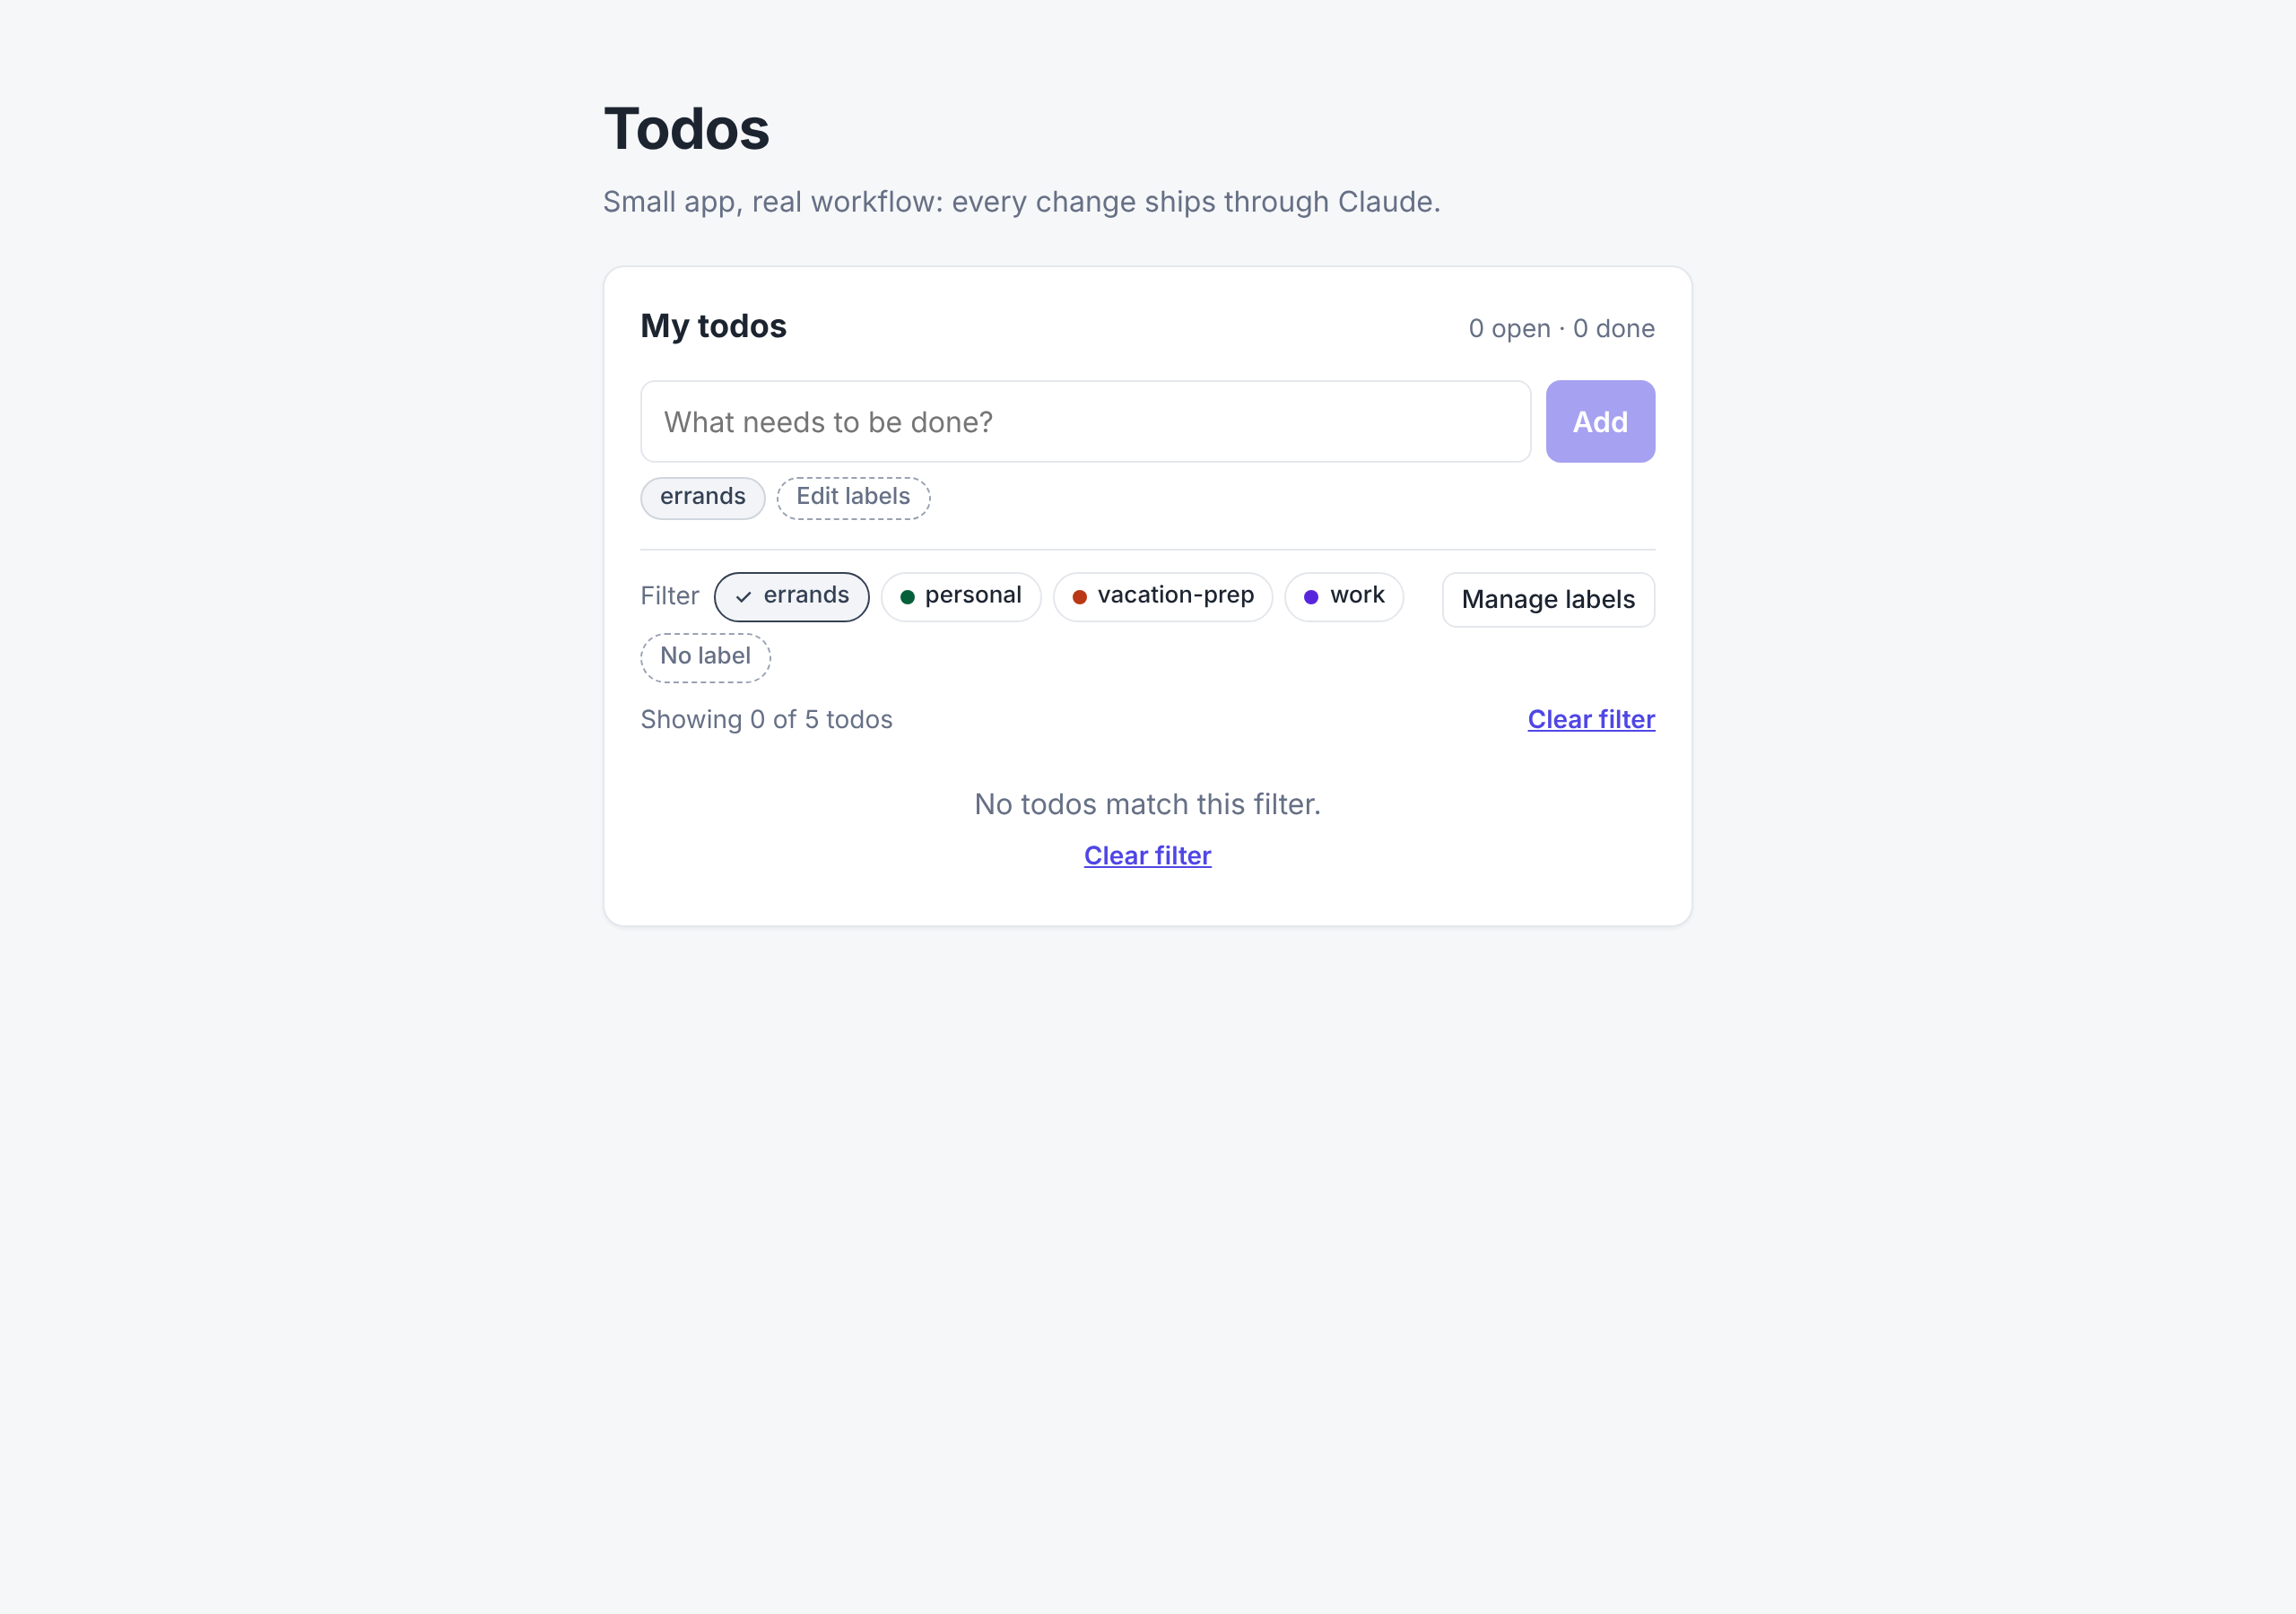 Todos
Small app, real workflow: every change ships through Claude.
My todos
0 open · 0 done
What needs to be done?
Add
errands
Edit labels
Filter
errands
personal
vacation-prep
work
Manage labels
No label
Showing 0 of 5 todos
Clear filter
No todos match this filter.
Clear filter